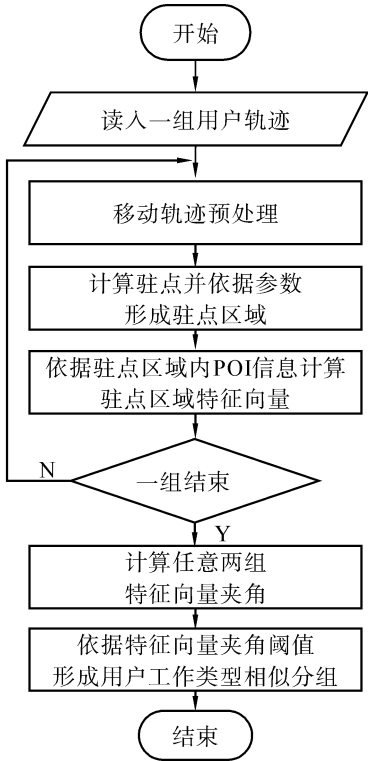 开始
读入一组用户轨迹
移动轨迹预处理
计算驻点并依据参数
形成驻点区域
依据驻点区域内POI信息计算
驻点区域特征向量
一组结束
N
Y
计算任意两组
特征向量夹角
依据特征向量夹角阈值
形成用户工作类型相似分组
结束